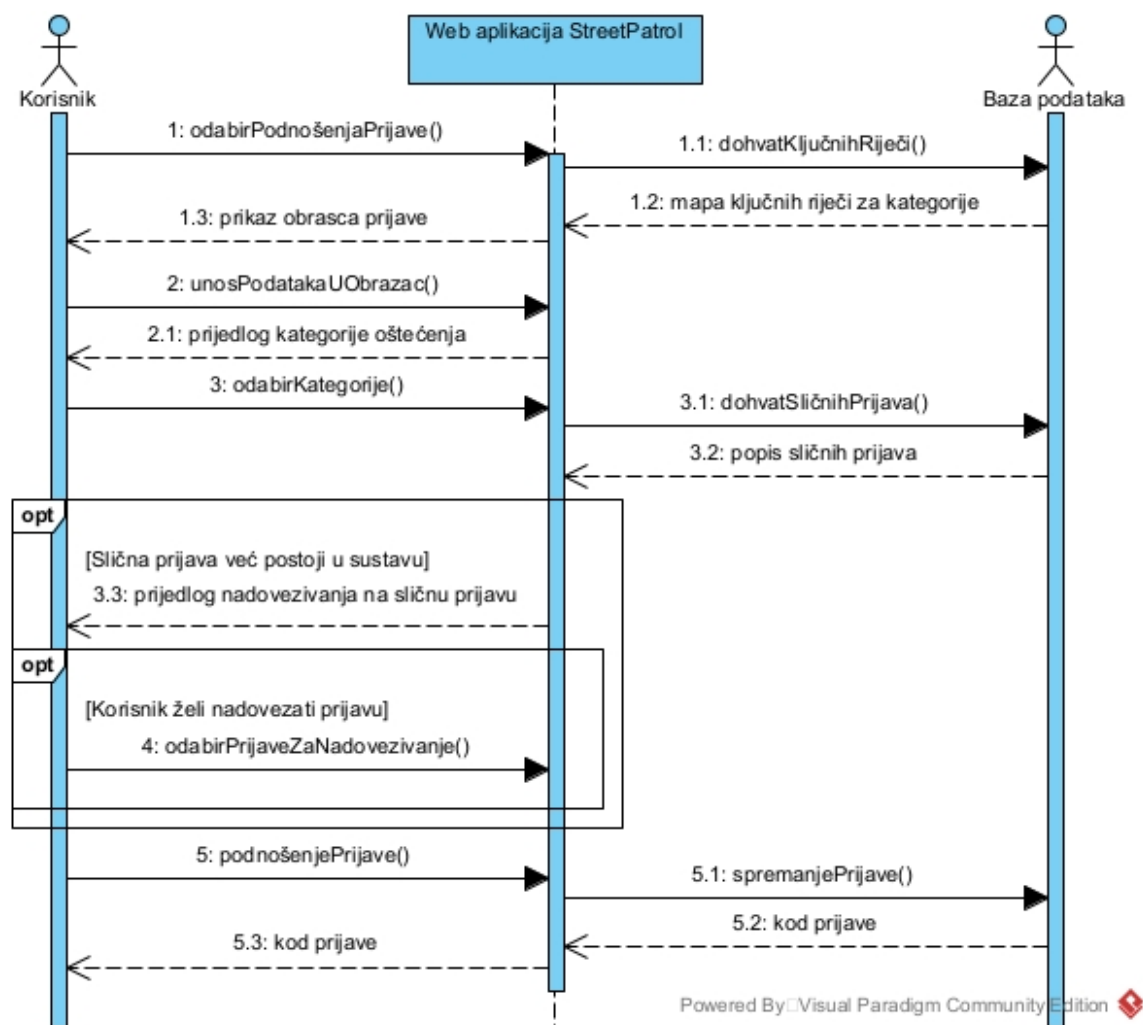 Web aplikacija StreetPatrol
Korisnik
Baza podataka
1: odabirPodnošenjaPrijave()
1.1: dohvatKljučnihRiječi()
1.2: mapa ključnih riječi za kategorije
1.3: prikaz obrasca prijave
2: unosPodatakaUObrazac()
2.1: prijedlog kategorije oštećenja
3: odabirKategorije()
3.1: dohvatSličnihPrijava()
3.2: popis sličnih prijava
opt
[Slična prijava već postoji u sustavu]
3.3: prijedlog nadovezivanja na sličnu prijavu
opt
[Korisnik želi nadovezati prijavu]
4: odabirPrijaveZaNadovezivanje()
5: podnošenjePrijave()
5.1: spremanjePrijave()
5.2: kod prijave
5.3: kod prijave
Powered By Visual Paradigm Community Edition